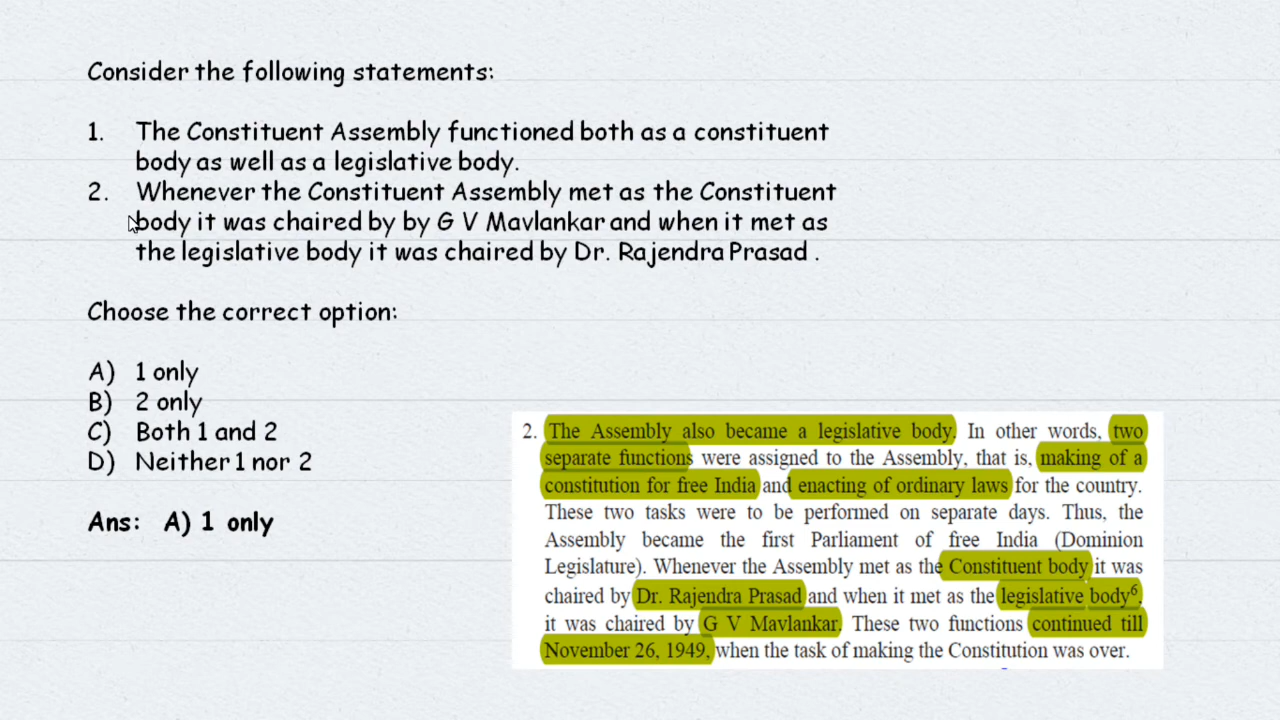 Consider the following statements:
1. The Constituent Assembly functioned both as a constituent
body as well as a legislative body.
2. Whenever the Constituent Assembly met as the Constituent
body it was chaired by by G V Mavlankar and when it met as
the legislative body it was chaired by Dr. Rajendra Prasad .
Choose the correct option:
A) 1 only
B) 2 only
C) Both 1 and 2
D) Neither 1 nor 2
Ans: A) 1 only
2. The Assembly also became a legislative body. In other words, two
separate functions were assigned to the Assembly, that is, making of a
constitution for free India and enacting of ordinary laws for the country.
These two tasks were to be performed on separate days. Thus, the
Assembly became the first Parliament of free India (Dominion
Legislature). Whenever the Assembly met as the Constituent body it was
chaired by Dr. Rajendra Prasad and when it met as the legislative body6,
it was chaired by G V Mavlankar. These two functions continued till
November 26, 1949, when the task of making the Constitution was over.